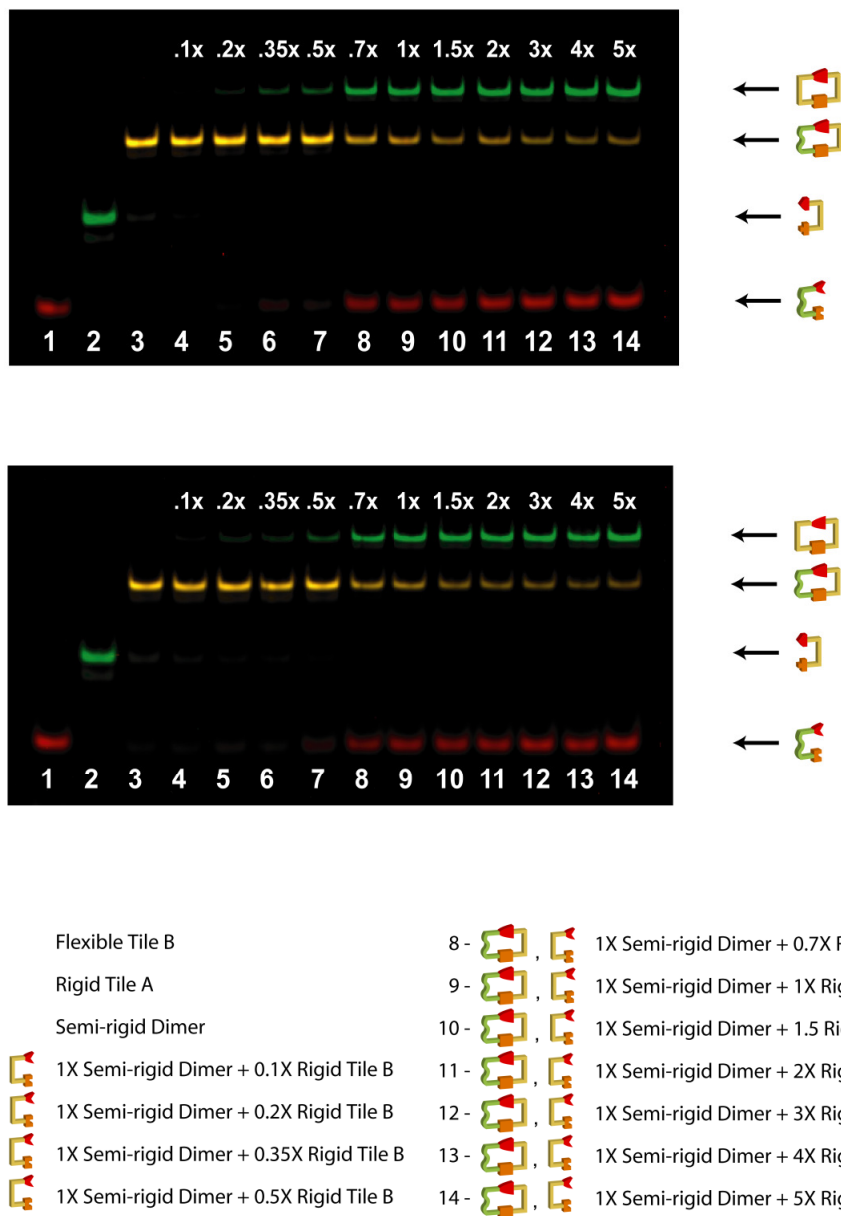 .1x .2x .35x .5x .7x 1x 1.5x 2x 3x 4x 5x
1 2 3 4 5 6 7 8 9 10 11 12 13 14
.1x .2x .35x .5x .7x 1x 1.5x 2x 3x 4x 5x
1 2 3 4 5 6 7 8 9 10 11 12 13 14
Flexible Tile B
Rigid Tile A
Semi-rigid Dimer
1X Semi-rigid Dimer + 0.1X Rigid Tile B
1X Semi-rigid Dimer + 0.2X Rigid Tile B
1X Semi-rigid Dimer + 0.35X Rigid Tile B
1X Semi-rigid Dimer + 0.5X Rigid Tile B
8 - , 1X Semi-rigid Dimer + 0.7X
9 - , 1X Semi-rigid Dimer + 1X Rig
10 - , 1X Semi-rigid Dimer + 1.5 Rig
11 - , 1X Semi-rigid Dimer + 2X Rig
12 - , 1X Semi-rigid Dimer + 3X Rig
13 - , 1X Semi-rigid Dimer + 4X Rig
14 - , 1X Semi-rigid Dimer + 5X Rig